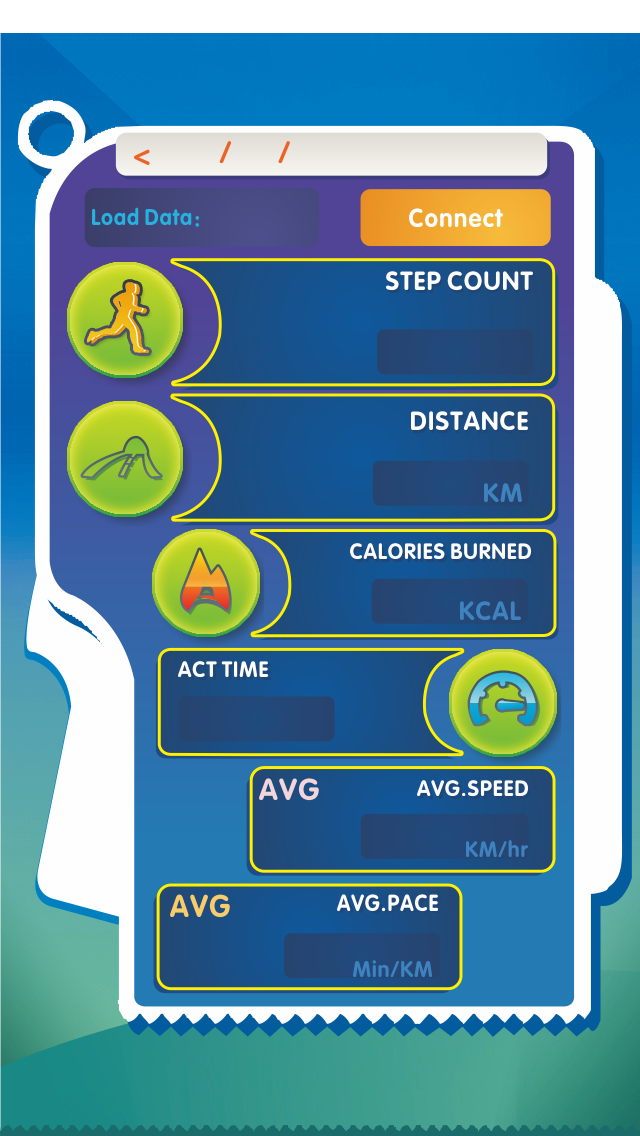 < / /
Load Data:
Connect
STEP COUNT
DISTANCE
KM
CALORIES BURNED
KCAL
ACT TIME
AVG AVG.SPEED
KM/hr
AVG AVG.PACE
Min/KM